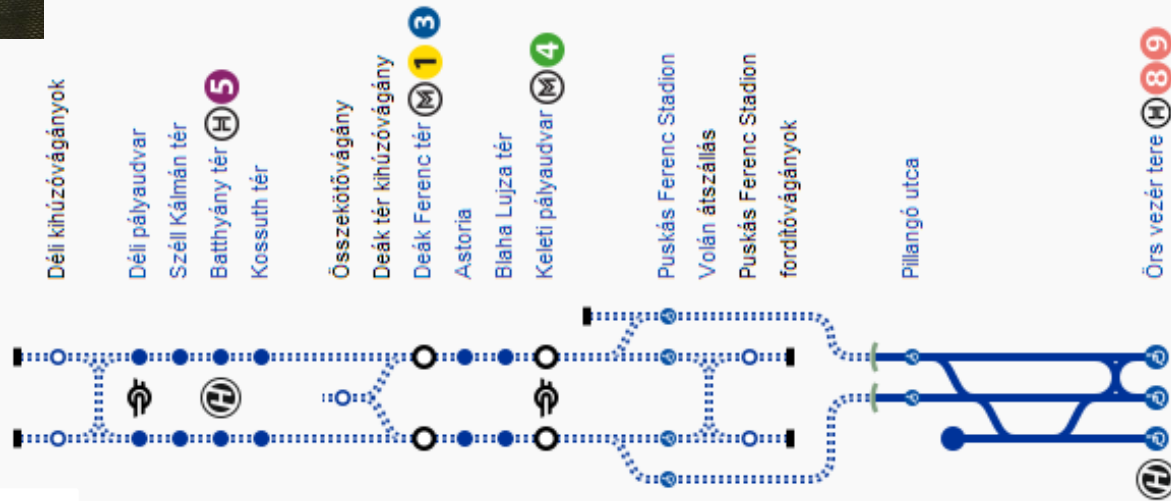 Déli kihúzóvágányok
Déli pályaudvar
Széll Kálmán tér
Batthyány tér H 5
Kossuth tér
Összekötővágány
Deák tér kihúzóvágány
Deák Ferenc tér M 1 3
Astoria
Blaha Lujza tér
Keleti pályaudvar M 4
Puskás Ferenc Stadion
Volán átszállás
Puskás Ferenc Stadion
fordítóvágányok
Pillangó utca
Örs vezér tere H 8 9
H
H